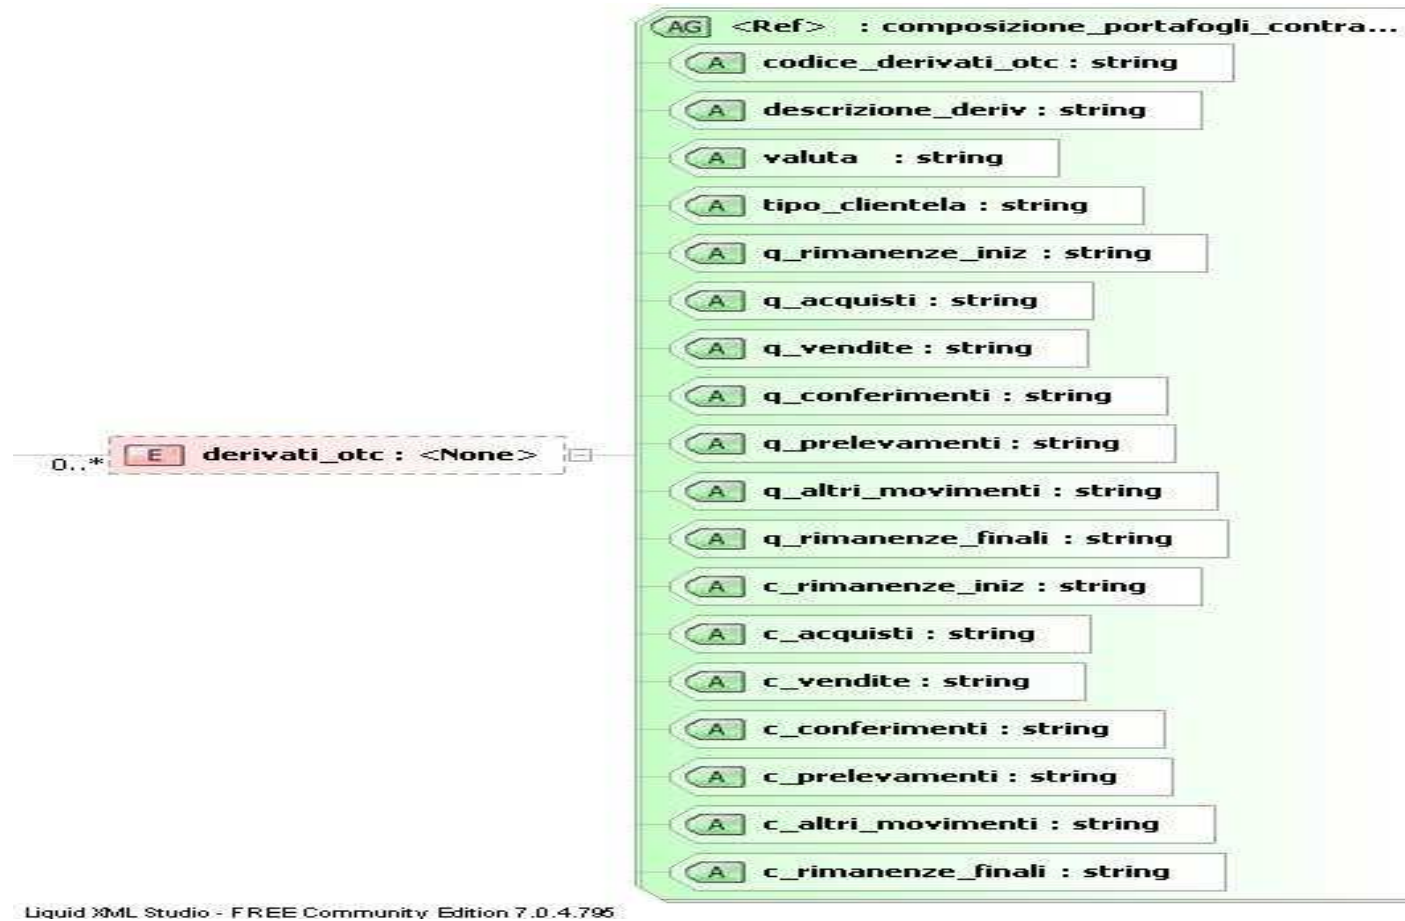 AG <Ref> : composizione_portafogli_contra...
A codice_derivati_otc : string
A descrizione_deriv : string
A valuta : string
A tipo_clientela : string
A q_rimanenze_iniz : string
A q_acquisti : string
A q_vendite : string
A q_conferimenti : string
0..* E derivati_otc : <None>
A q_prelevamenti : string
A q_altri_movimenti : string
A q_rimanenze_finali : string
A c_rimanenze_iniz : string
A c_acquisti : string
A c_vendite : string
A c_conferimenti : string
A c_prelevamenti : string
A c_altri_movimenti : string
A c_rimanenze_finali : string
Liquid XML Studio - FREE Community Edition 7.0.4.795